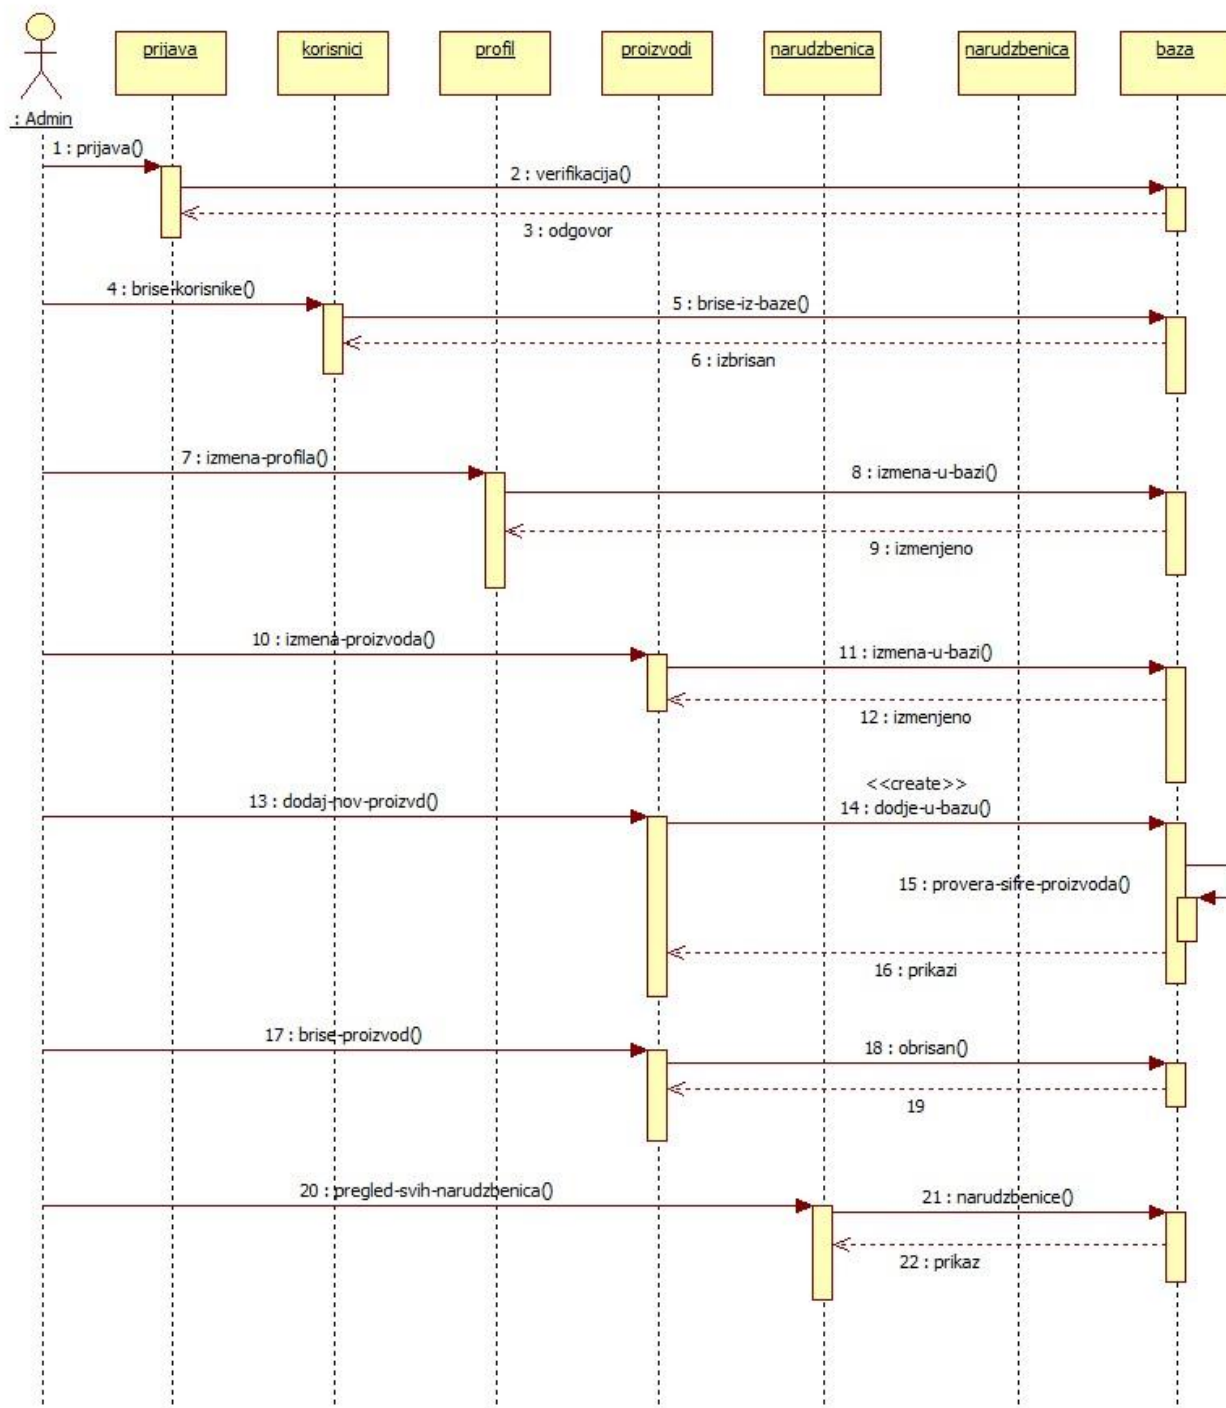 prijava
korisnici
profil
proizvodi
narudzbenica
narudzbenica
baza
: Admin
1 : prijava()
2 : verifikacija()
3 : odgovor
4 : brise-korisnike()
5 : brise-iz-baze()
6 : izbrisan
7 : izmena-profila()
8 : izmena-u-bazi()
9 : izmenjeno
10 : izmena-proizvoda()
11 : izmena-u-bazi()
12 : izmenjeno
<<create>>
13 : dodaj-nov-proizvd()
14 : dodje-u-bazu()
15 : provera-sifre-proizvoda()
16 : prikazi
17 : brise-proizvod()
18 : obrisan()
19
20 : pregled-svih-narudzbenica()
21 : narudzbenice()
22 : prikaz